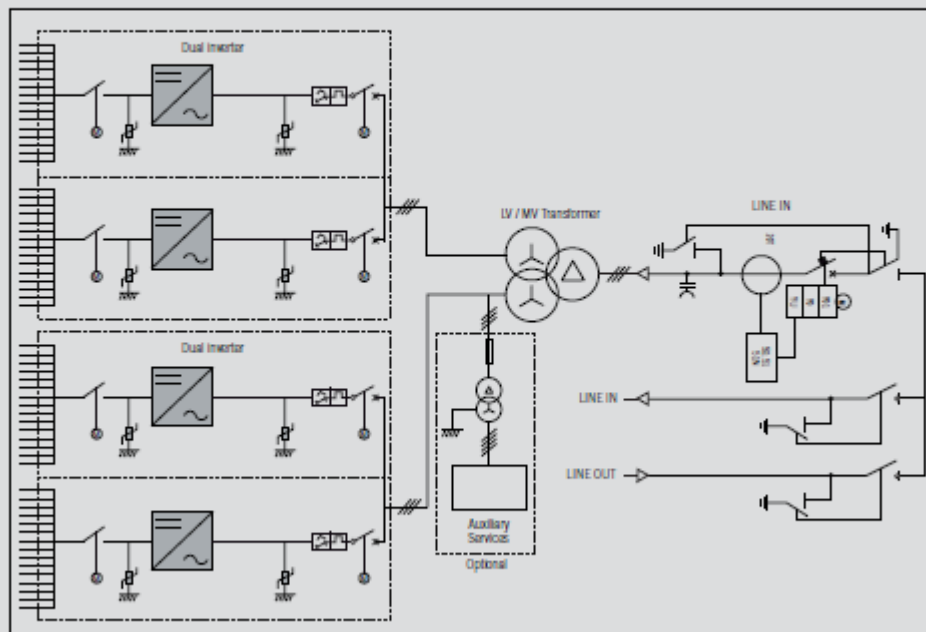 Dual inverter
LV / MV Transformer
LINE IN
Dual inverter
LINE IN
LINE OUT
Auxiliary
Services
Optional